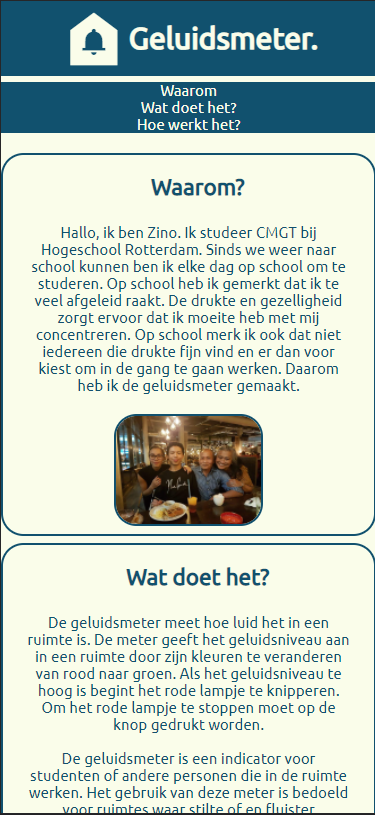 Geluidsmeter.
Waarom
Wat doet het?
Hoe werkt het?
Waarom?
Hallo, ik ben Zino. Ik studeer CMGT bij
Hogeschool Rotterdam. Sinds we weer naar
school kunnen ben ik elke dag op school om te
studeren. Op school heb ik gemerkt dat ik te
veel afgeleid raakt. De drukte en gezelligheid
zorgt ervoor dat ik moeite heb met mij
concentreren. Op school merk ik ook dat niet
iedereen die drukte fijn vind en er dan voor
kiest om in de gang te gaan werken. Daarom
heb ik de geluidsmeter gemaakt.
Wat doet het?
De geluidsmeter meet hoe luid het in een
ruimte is. De meter geeft het geluidsniveau aan
in een ruimte door zijn kleuren te veranderen
van rood naar groen. Als het geluidsniveau te
hoog is begint het rode lampje te knipperen.
Om het rode lampje te stoppen moet op de
knop gedrukt worden.
De geluidsmeter is een indicator voor
studenten of andere personen die in de ruimte
werken. Het gebruik van deze meter is bedoeld
voor ruimtes waar stilte of en fluister